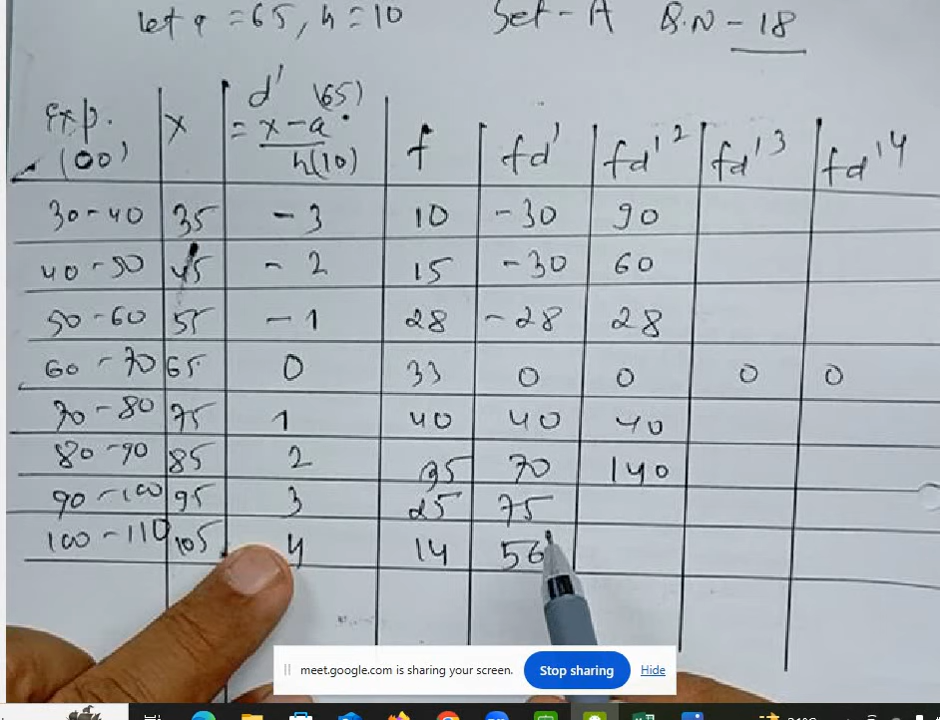 let a = 65, h = 10 Set - A Q.N - 18
Exp. (00) x d' = x - a (65) / h(10) f fd' fd'2 fd'3 fd'4
30 - 40 35 - 3 10 - 30 90
40 - 50 45 - 2 15 - 30 60
50 - 60 55 - 1 28 - 28 28
60 - 70 65 0 33 0 0 0 0
70 - 80 75 1 40 40 40
80 - 90 85 2 35 70 140
90 - 100 95 3 25 75
100 - 110 105 4 14 56
meet.google.com is sharing your screen. Stop sharing Hide